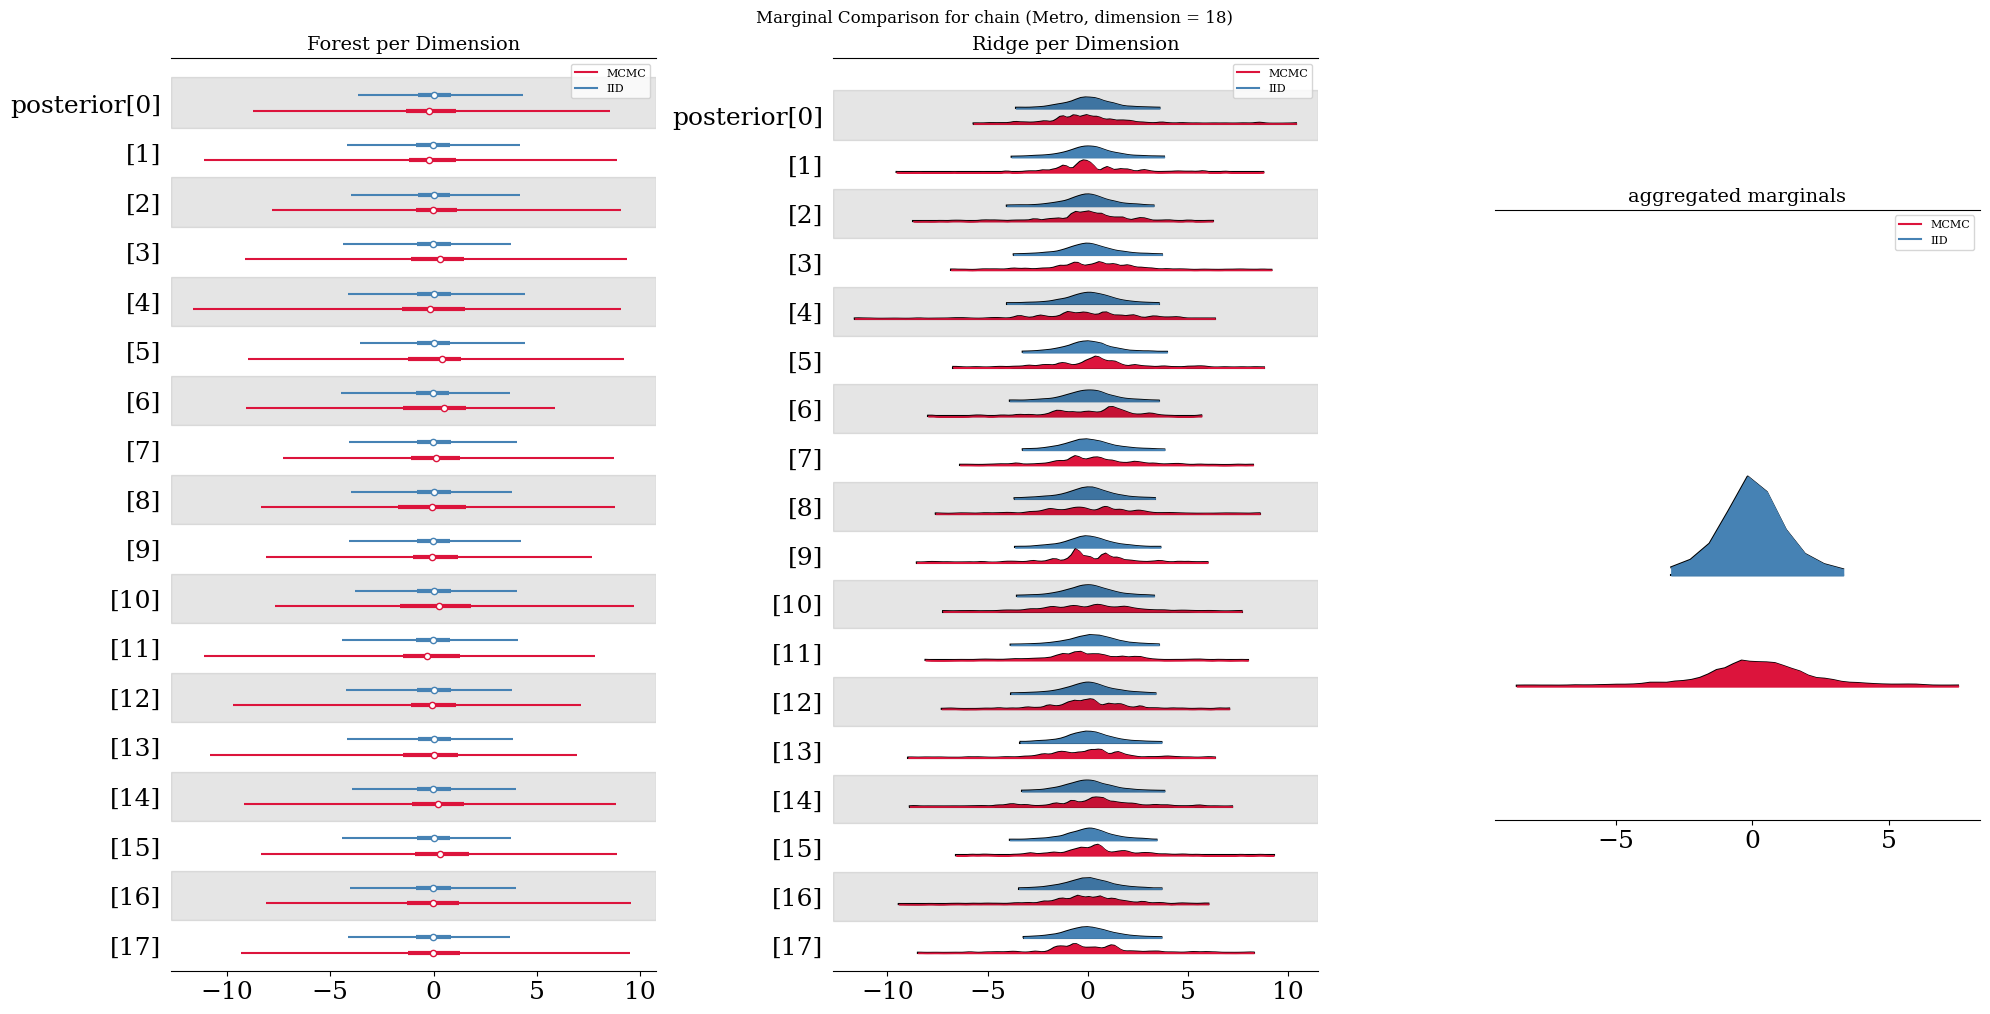 Marginal Comparison for chain (Metro, dimension = 18)
Forest per Dimension
MCMC
IID
posterior[0]
[1]
[2]
[3]
[4]
[5]
[6]
[7]
[8]
[9]
[10]
[11]
[12]
[13]
[14]
[15]
[16]
[17]
−10 −5 0 5 10
Ridge per Dimension
MCMC
IID
posterior[0]
[1]
[2]
[3]
[4]
[5]
[6]
[7]
[8]
[9]
[10]
[11]
[12]
[13]
[14]
[15]
[16]
[17]
−10 −5 0 5 10
aggregated marginals
MCMC
IID
−5 0 5